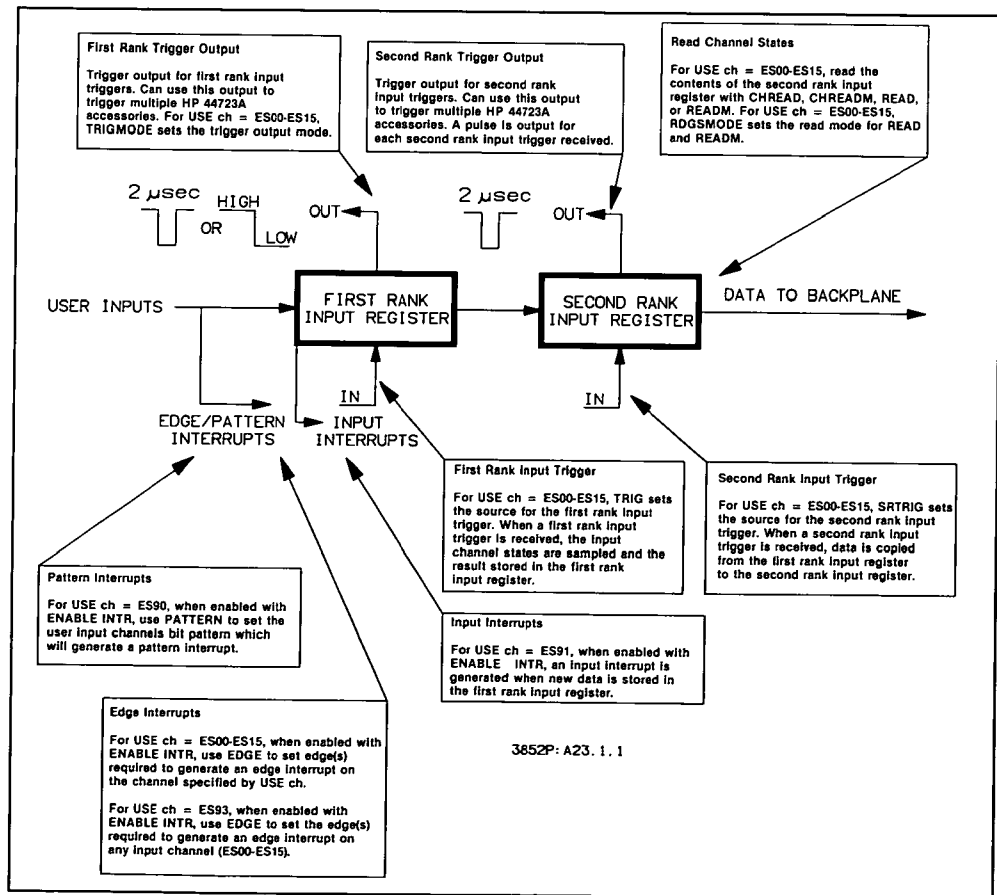 First Rank Trigger Output
Trigger output for first rank input
triggers. Can use this output to
trigger multiple HP 44723A
accessories. For USE ch = ES00-ES15,
TRIGMODE sets the trigger output mode.
Second Rank Trigger Output
Trigger output for second rank
input triggers. Can use this output
to trigger multiple HP 44723A
accessories. A pulse is output for
each second rank input trigger received.
Read Channel States
For USE ch = ES00-ES15, read the
contents of the second rank input
register with CHREAD, CHREADM, READ,
or READM. For USE ch = ES00-ES15,
RDGSMODE sets the read mode for READ
and READM.
2 μsec
OR
HIGH
LOW
OUT
2 μsec
OUT
USER INPUTS
FIRST RANK
INPUT REGISTER
SECOND RANK
INPUT REGISTER
DATA TO BACKPLANE
IN
IN
EDGE/PATTERN
INTERRUPTS
INPUT
INTERRUPTS
First Rank Input Trigger
For USE ch = ES00-ES15, TRIG sets
the source for the first rank input
trigger. When a first rank input
trigger is received, the input
channel states are sampled and the
result stored in the first rank
input register.
Second Rank Input Trigger
For USE ch = ES00-ES15, SRTRIG sets
the source for the second rank input
trigger. When a second rank input
trigger is received, data is copied
from the first rank input register
to the second rank input register.
Pattern Interrupts
For USE ch = ES90, when enabled with
ENABLE INTR, use PATTERN to set the
user input channels bit pattern which
will generate a pattern interrupt.
Input Interrupts
For USE ch = ES91, when enabled with
ENABLE INTR, an input interrupt is
generated when new data is stored in
the first rank input register.
Edge Interrupts
For USE ch = ES00-ES15, when enabled with
ENABLE INTR, use EDGE to set edge(s)
required to generate an edge interrupt on
the channel specified by USE ch.
For USE ch = ES93, when enabled with
ENABLE INTR, use EDGE to set the edge(s)
required to generate an edge interrupt on
any input channel (ES00-ES15).
3852P: A23. 1. 1